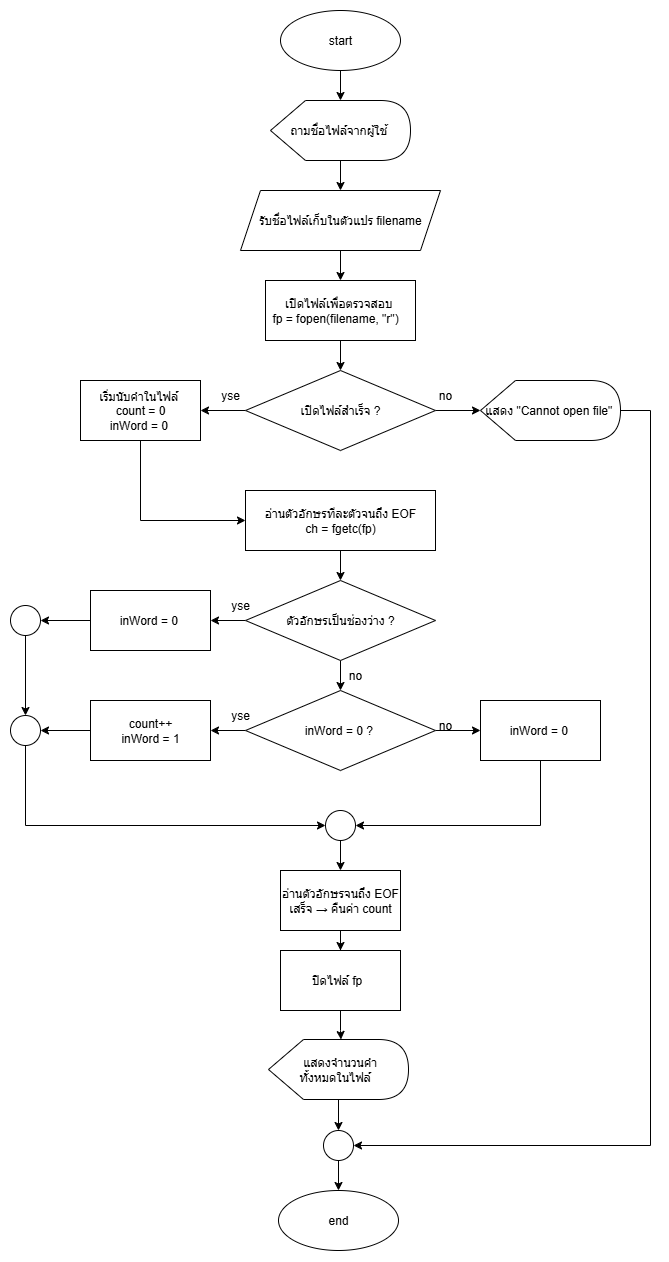 start
ถามชื่อไฟล์จากผู้ใช้
รับชื่อไฟล์เก็บในตัวแปร filename
เปิดไฟล์เพื่อตรวจสอบ
fp = fopen(filename, "r")
เริ่มนับคำในไฟล์
count = 0
inWord = 0
yse
เปิดไฟล์สำเร็จ ?
no
แสดง "Cannot open file"
อ่านตัวอักษรทีละตัวจนถึง EOF
ch = fgetc(fp)
inWord = 0
yse
ตัวอักษรเป็นช่องว่าง ?
no
count++
inWord = 1
yse
inWord = 0 ?
no
inWord = 0
อ่านตัวอักษรจนถึง EOF
เสร็จ → คืนค่า count
ปิดไฟล์ fp
แสดงจำนวนคำ
ทั้งหมดในไฟล์
end